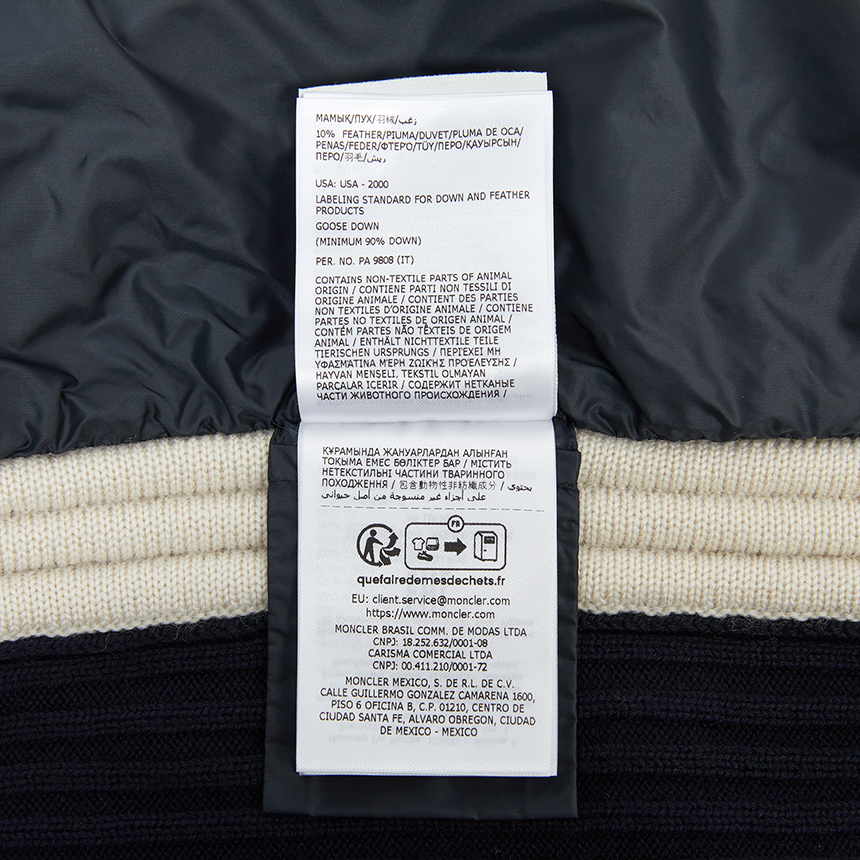 МАМЫҚ/ПУХ/羽絨/زغب
10% FEATHER/PIUMA/DUVET/PLUMA DE OCA/
PENAS/FEDER/ΦΤΕΡΌ/TÜY/ПЕРО/ҚАУЫРСЫН/
ПЕРО/羽毛/ريش
USA: USA - 2000
LABELING STANDARD FOR DOWN AND FEATHER
PRODUCTS
GOOSE DOWN
(MINIMUM 90% DOWN)
PER. NO. PA 9808 (IT)
CONTAINS NON-TEXTILE PARTS OF ANIMAL
ORIGIN / CONTIENE PARTI NON TESSILI DI
ORIGINE ANIMALE / CONTIENT DES PARTIES
NON TEXTILES D'ORIGINE ANIMALE / CONTIENE
PARTES NO TEXTILES DE ORIGEN ANIMAL /
CONTÉM PARTES NÃO TÊXTEIS DE ORIGEM
ANIMAL / ENTHÄLT NICHTTEXTILE TEILE
TIERISCHEN URSPRUNGS / ΠΕΡΙΈΧΕΙ ΜΗ
ΥΦΑΣΜΆΤΙΝΑ ΜΈΡΗ ΖΩΙΚΉΣ ΠΡΟΈΛΕΥΣΗΣ /
HAYVAN MENSELI, TEKSTIL OLMAYAN
PARÇALAR ICERIR / СОДЕРЖИТ НЕТКАНЫЕ
ЧАСТИ ЖИВОТНОГО ПРОИСХОЖДЕНИЯ /
ҚҰРАМЫНДА ЖАНУАРЛАРДАН АЛЫНҒАН
ТОҚЫМА ЕМЕС БӨЛІКТЕР БАР / МІСТИТЬ
НЕТЕКСТИЛЬНІ ЧАСТИНИ ТВАРИННОГО
ПОХОДЖЕННЯ / 包含動物性非紡織成分 / يحتوي
على أجزاء غير منسوجة من أصل حيواني
FR
quefairedemesdechets.fr
EU: client.service@moncler.com
https://www.moncler.com
MONCLER BRASIL COMM. DE MODAS LTDA
CNPJ: 18.252.632/0001-08
CARISMA COMERCIAL LTDA
CNPJ: 00.411.210/0001-72
MONCLER MEXICO, S. DE R.L. DE C.V.
CALLE GUILLERMO GONZALEZ CAMARENA 1600,
PISO 6 OFICINA B, C.P. 01210, CENTRO DE
CIUDAD SANTA FE, ALVARO OBREGON, CIUDAD
DE MEXICO - MEXICO